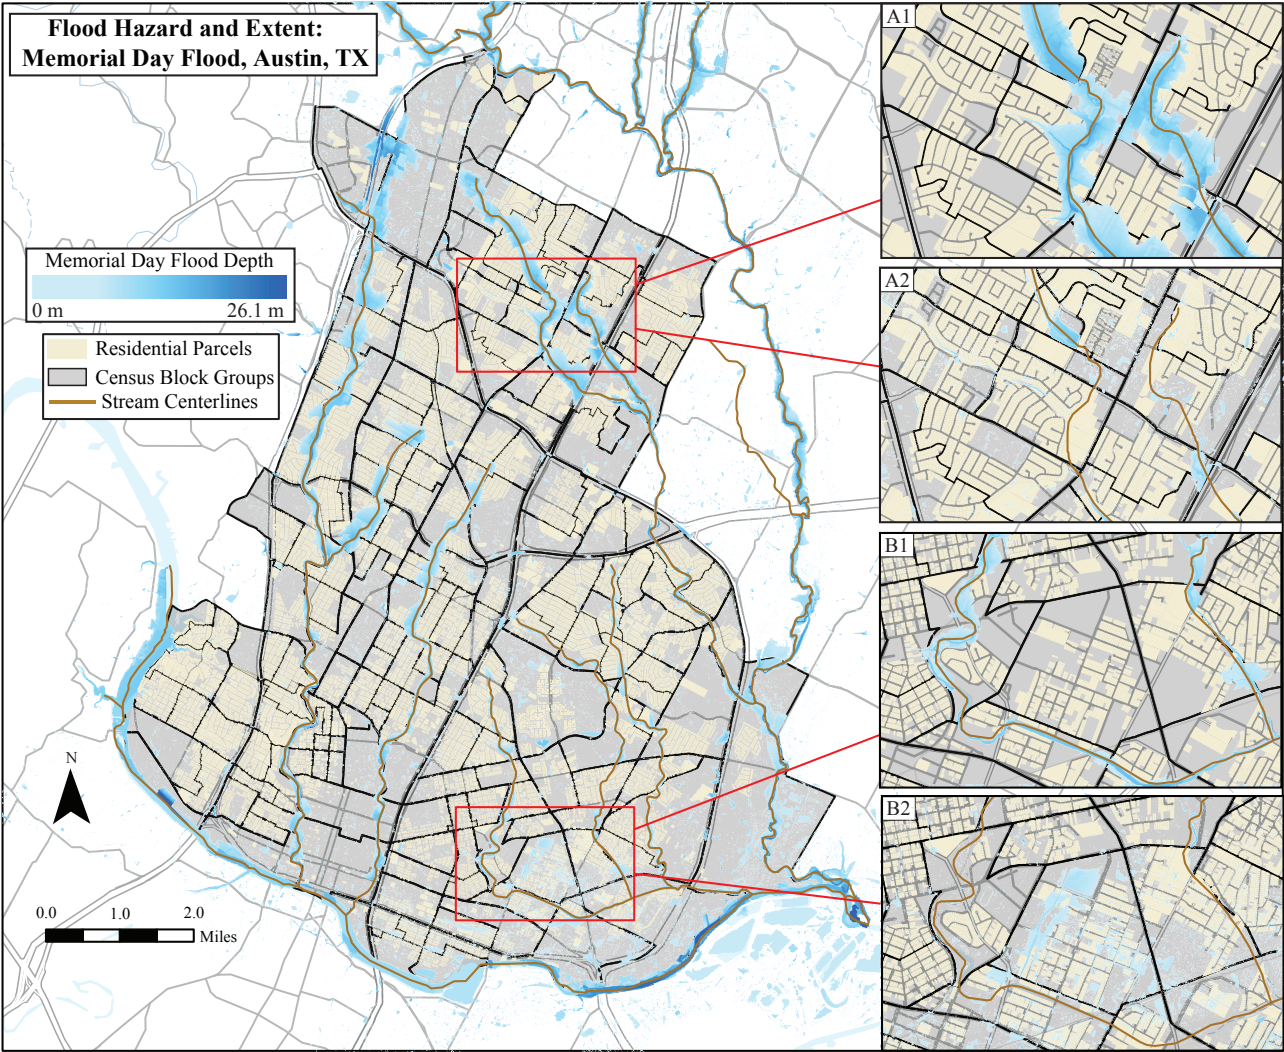 Flood Hazard and Extent:
Memorial Day Flood, Austin, TX
Memorial Day Flood Depth
0 m 26.1 m
Residential Parcels
Census Block Groups
Stream Centerlines
N
0.0 1.0 2.0
Miles
A1
A2
B1
B2